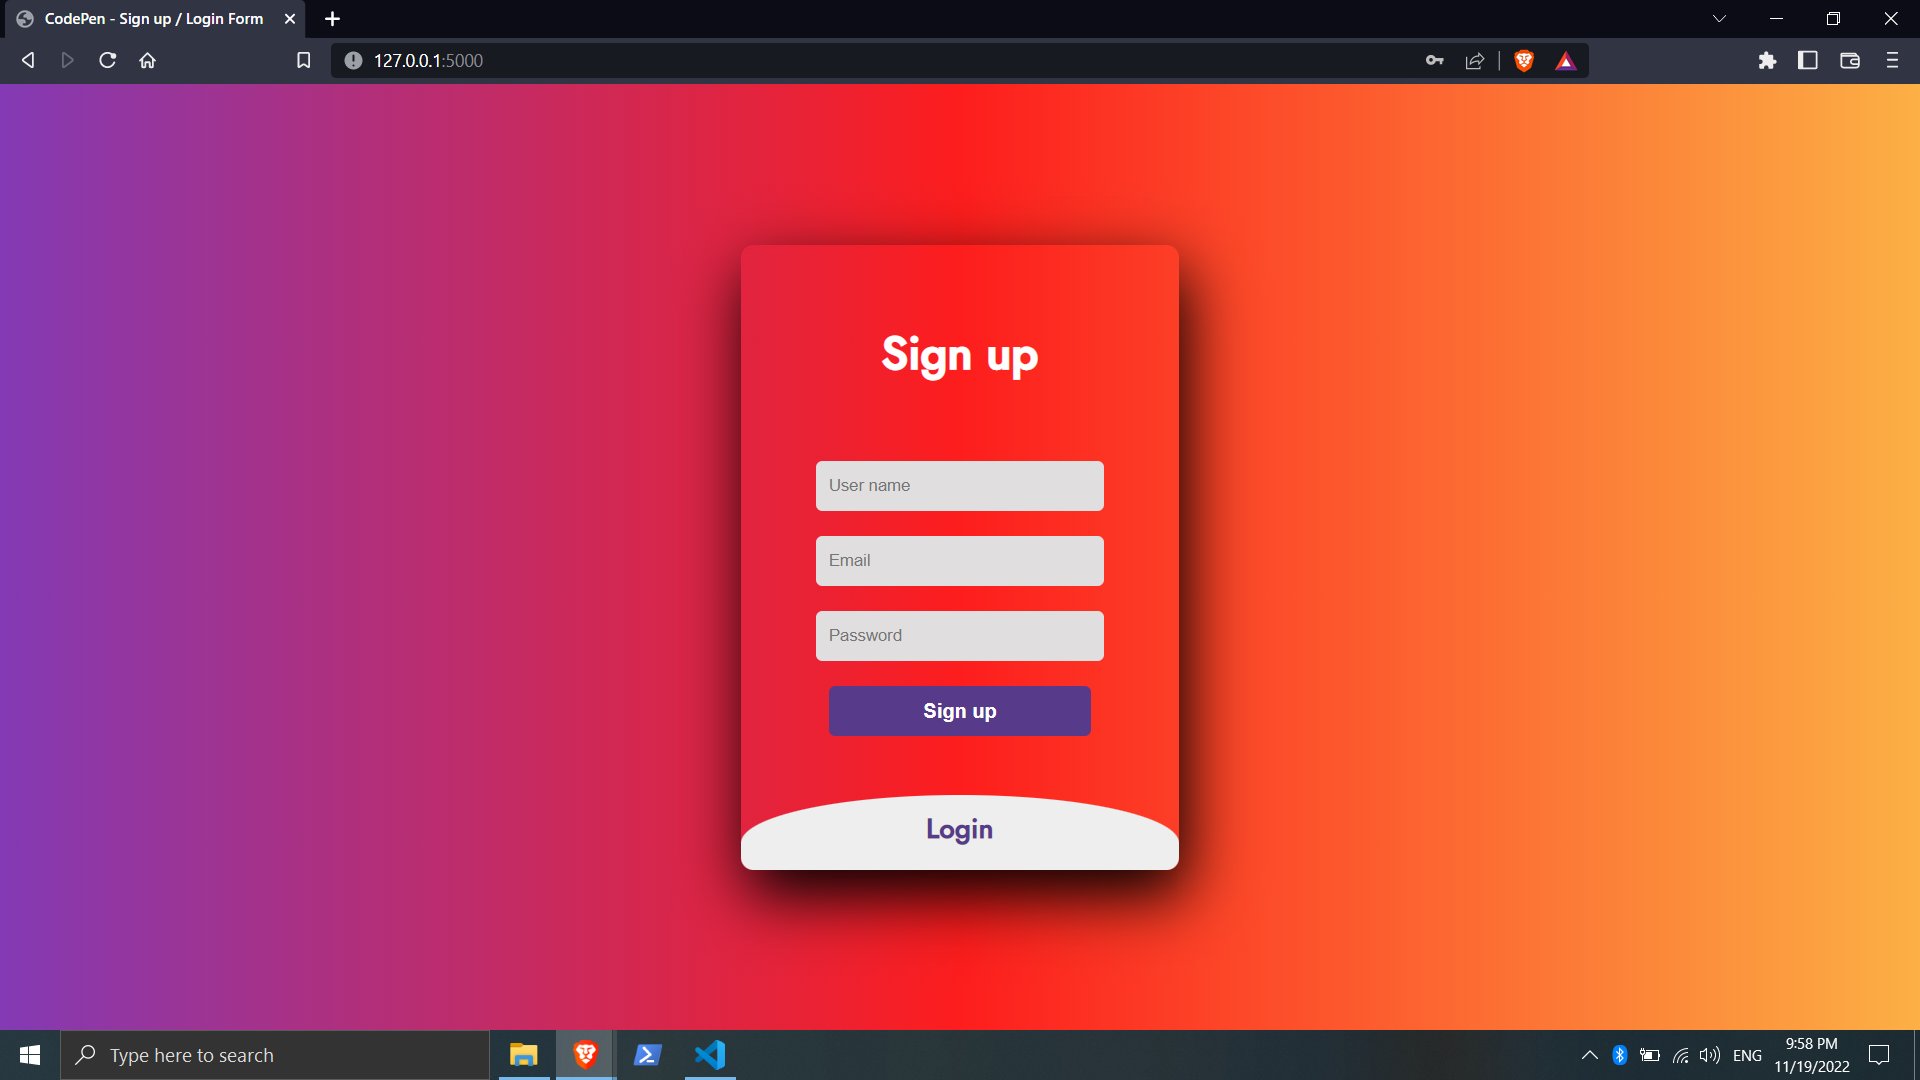 CodePen - Sign up / Login Form
127.0.0.1:5000
Sign up
User name
Email
Password
Sign up
Login
Type here to search
ENG
9:58 PM
11/19/2022